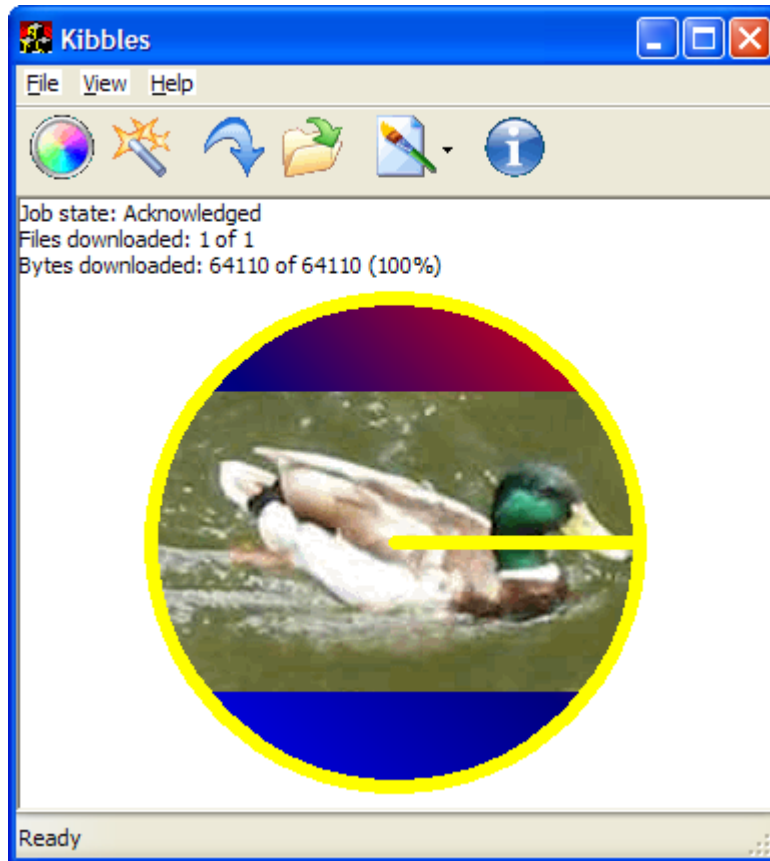 Kibbles
File View Help
Job state: Acknowledged
Files downloaded: 1 of 1
Bytes downloaded: 64110 of 64110 (100%)
Ready